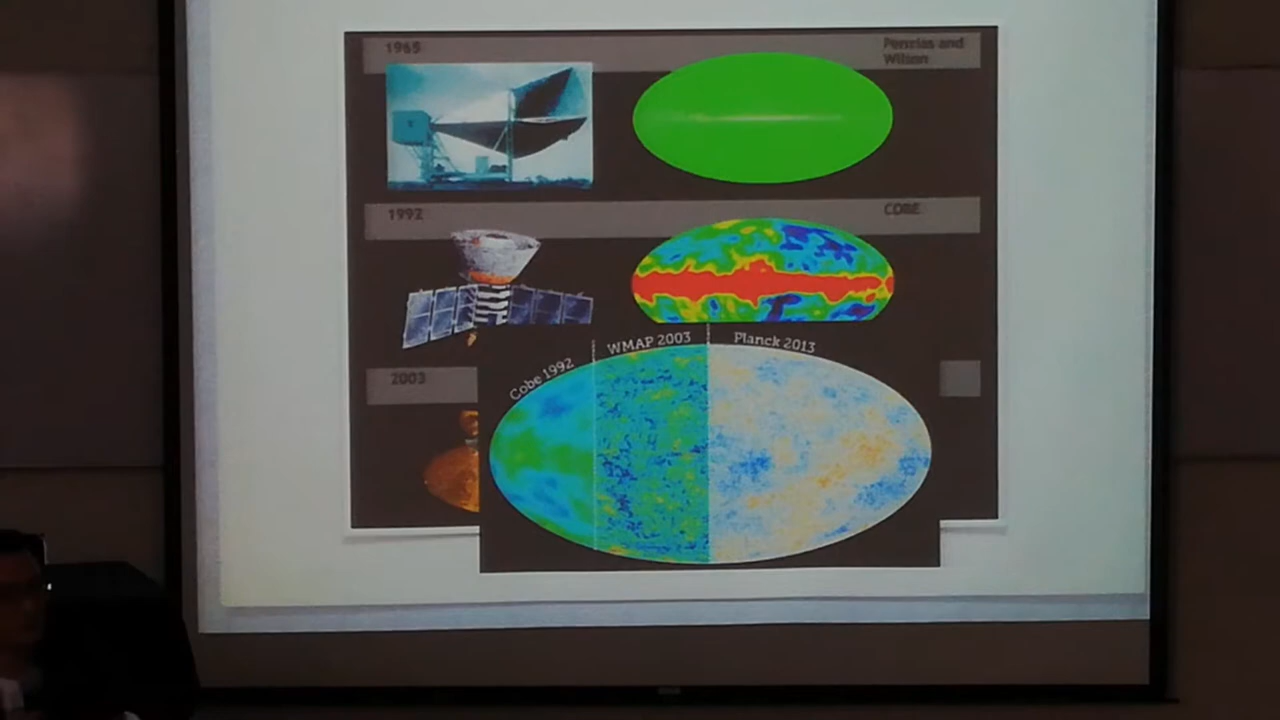 1965
Penzias and
Wilson
1992
COBE
2003
Cobe 1992
WMAP 2003
Planck 2013